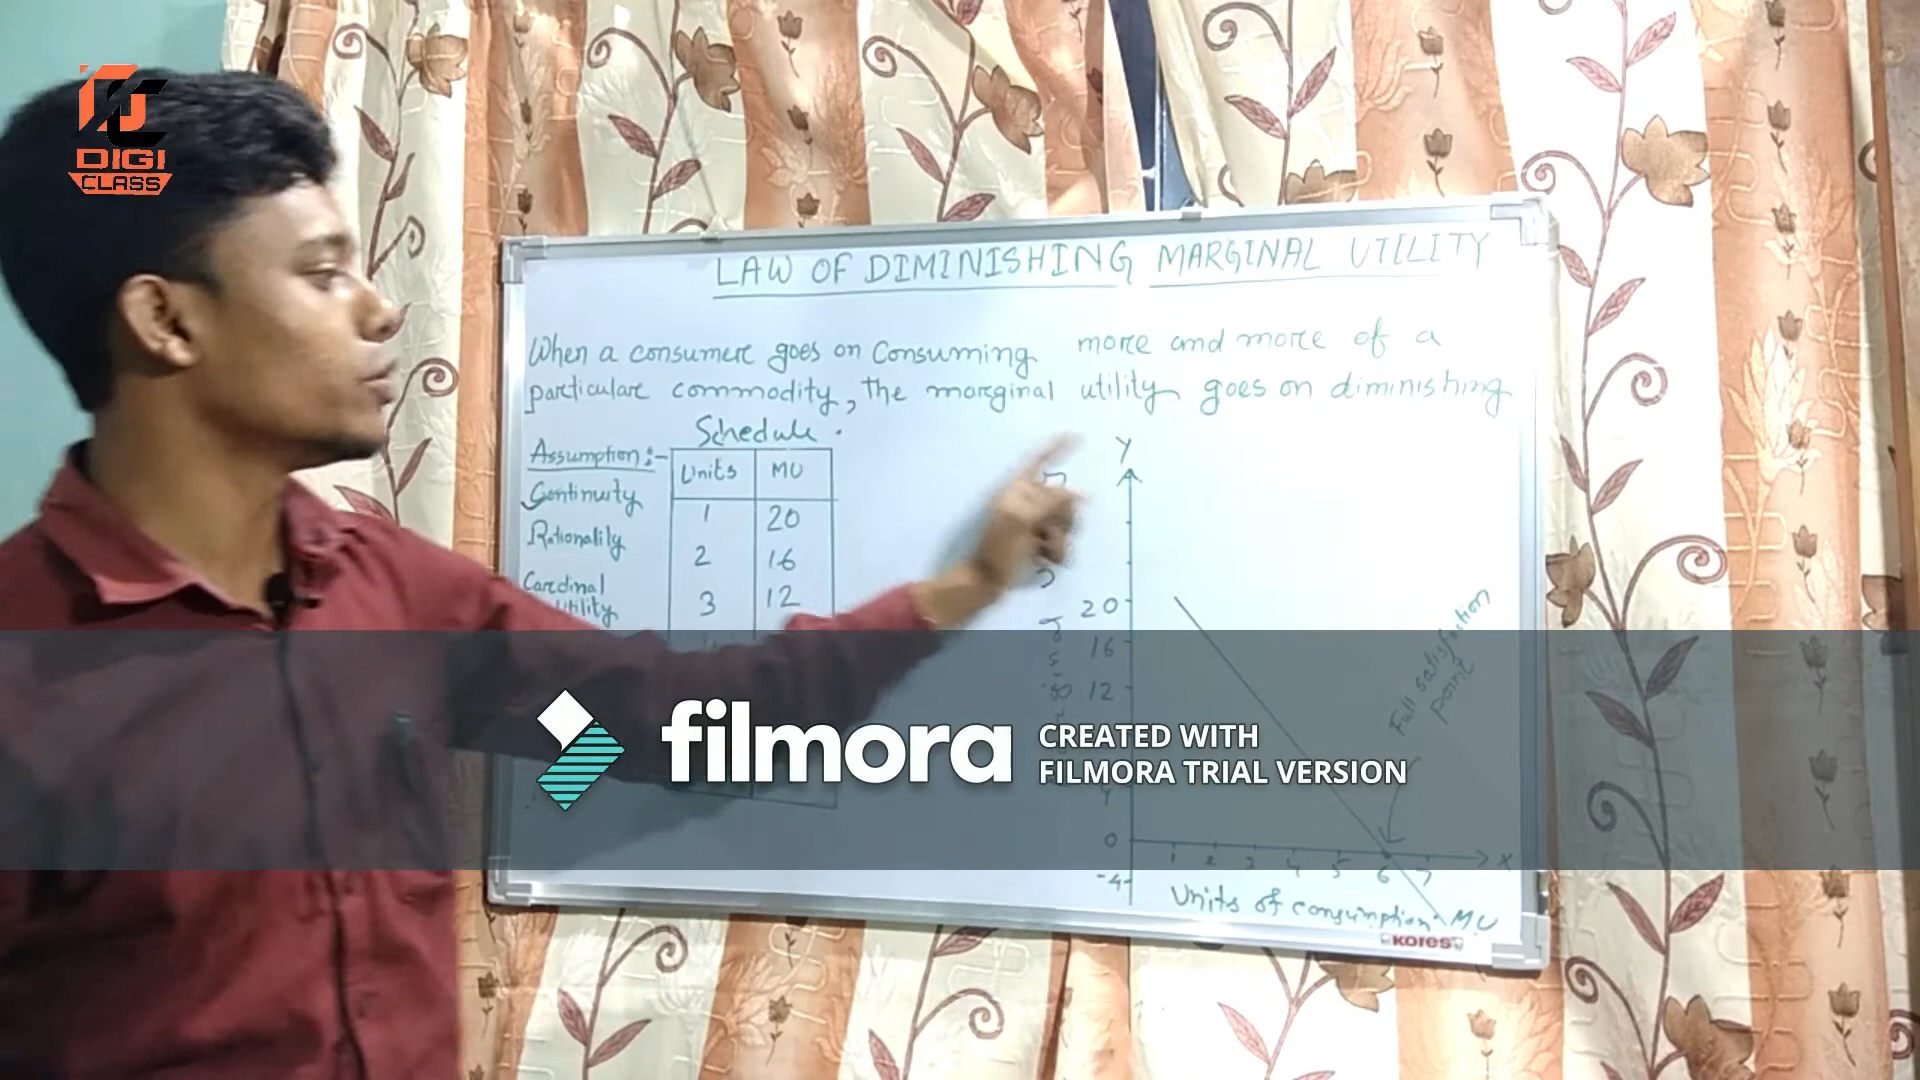 DIGI
CLASS
LAW OF DIMINISHING MARGINAL UTILITY
When a consumer goes on Consuming more and more of a
particular commodity, the marginal utility goes on diminishing
Schedule
Assumption :-
Continuity
Rationality
Cardinal
utility
Units MU
1 20
2 16
3 12
Y
20
16
12
0
-4
1 2 3 4 5 6 7 X
Full satisfaction
point
Units of consumption
MU
kores
filmora
CREATED WITH
FILMORA TRIAL VERSION